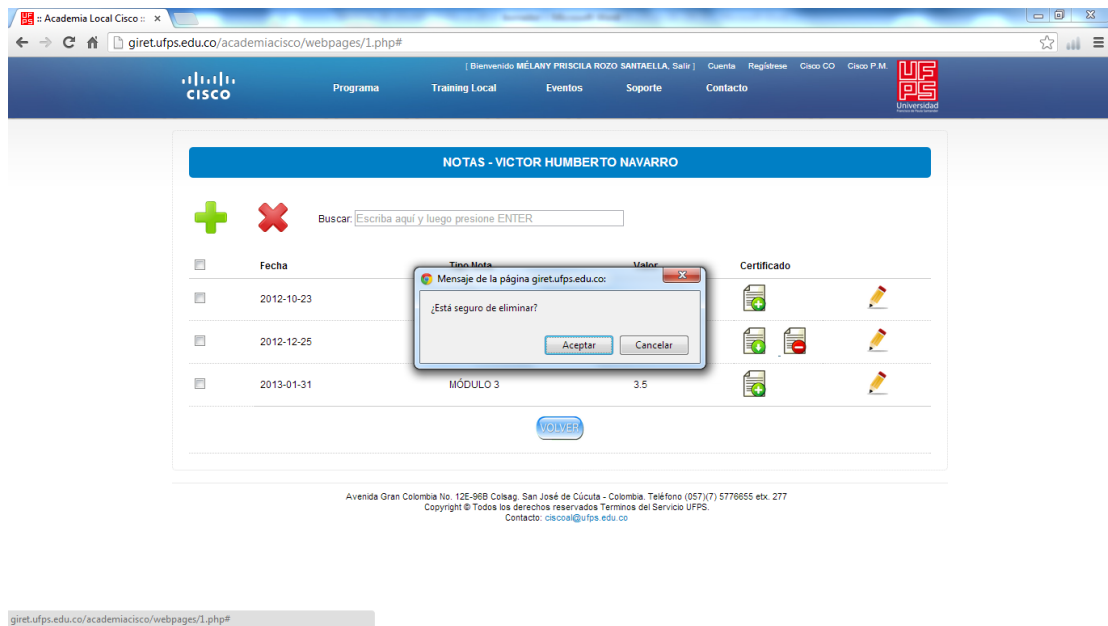 :: Academia Local Cisco ::
giret.ufps.edu.co/academiacisco/webpages/1.php#
[ Bienvenido MÉLANY PRISCILA ROZO SANTAELLA, Salir ] Cuenta Regístrese Cisco CO Cisco P.M.
CISCO
Programa Training Local Eventos Soporte Contacto
UFPS
Universidad
NOTAS - VICTOR HUMBERTO NAVARRO
Buscar: Escriba aquí y luego presione ENTER
Fecha Tipo Nota Valor Certificado
Mensaje de la página giret.ufps.edu.co:
2012-10-23
¿Está seguro de eliminar?
2012-12-25
Aceptar Cancelar
2013-01-31 MÓDULO 3 3.5
VOLVER
Avenida Gran Colombia No. 12E-96B Colsag. San José de Cúcuta - Colombia. Teléfono (057)(7) 5776655 etx. 277
Copyright © Todos los derechos reservados Terminos del Servicio UFPS.
Contacto: ciscoal@ufps.edu.co
giret.ufps.edu.co/academiacisco/webpages/1.php#